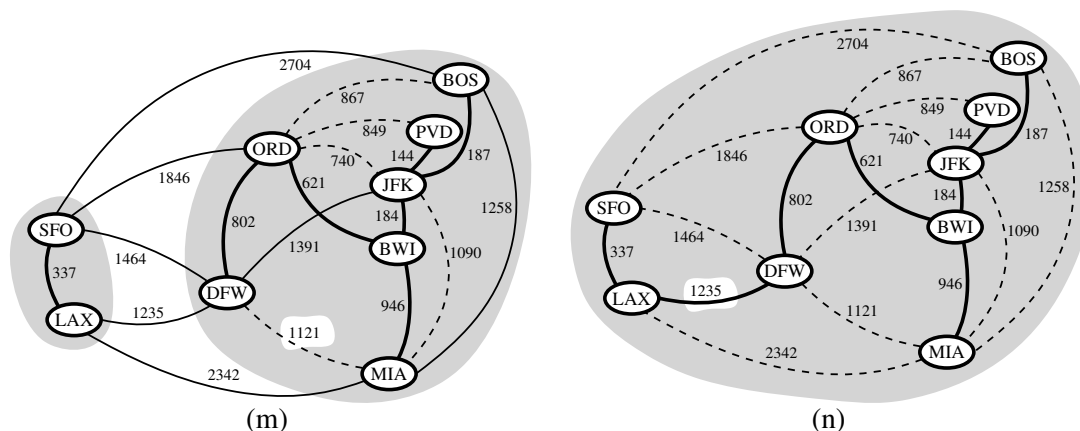 2704
BOS
867
PVD
849
ORD
144
187
740
JFK
1846
621
184
1258
802
SFO
1391
BWI
1090
1464
337
DFW
946
1235
LAX
1121
MIA
2342
(m)
2704
BOS
867
849
PVD
ORD
144
187
740
JFK
1846
621
184
1258
802
SFO
BWI
1391
1090
1464
337
DFW
946
1235
LAX
1121
MIA
2342
(n)